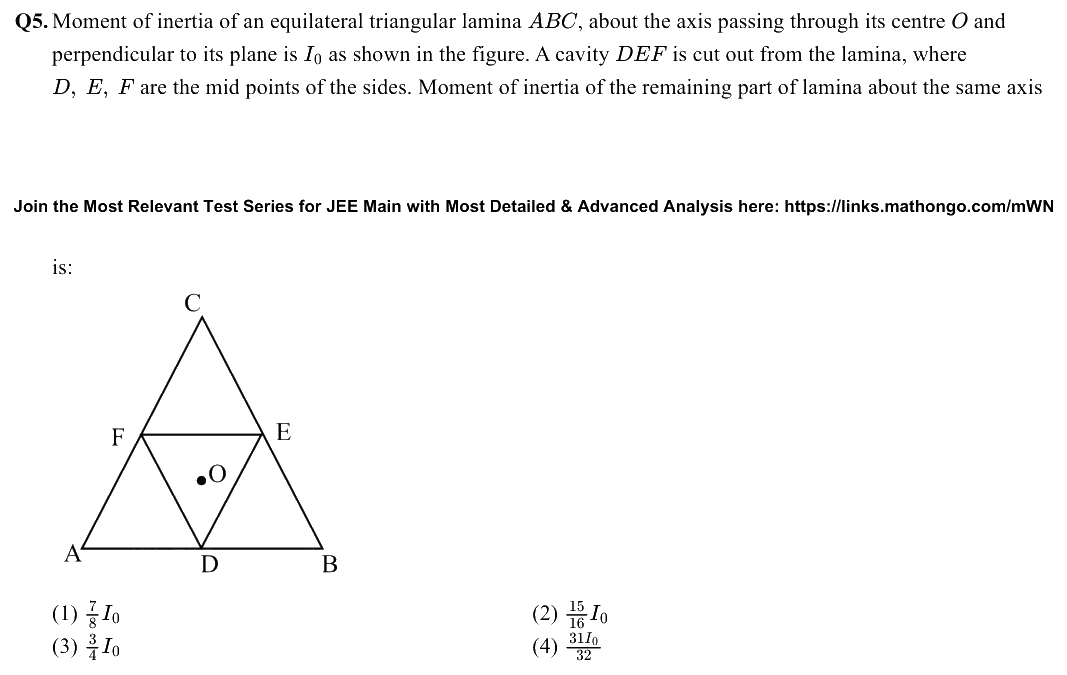 Q5. Moment of inertia of an equilateral triangular lamina ABC, about the axis passing through its centre O and
perpendicular to its plane is I₀ as shown in the figure. A cavity DEF is cut out from the lamina, where
D, E, F are the mid points of the sides. Moment of inertia of the remaining part of lamina about the same axis
Join the Most Relevant Test Series for JEE Main with Most Detailed & Advanced Analysis here: https://links.mathongo.com/mWN
is:
C
F E
O
A D B
(1) 7/8 I₀ (2) 15/16 I₀
(3) 3/4 I₀ (4) 31I₀/32